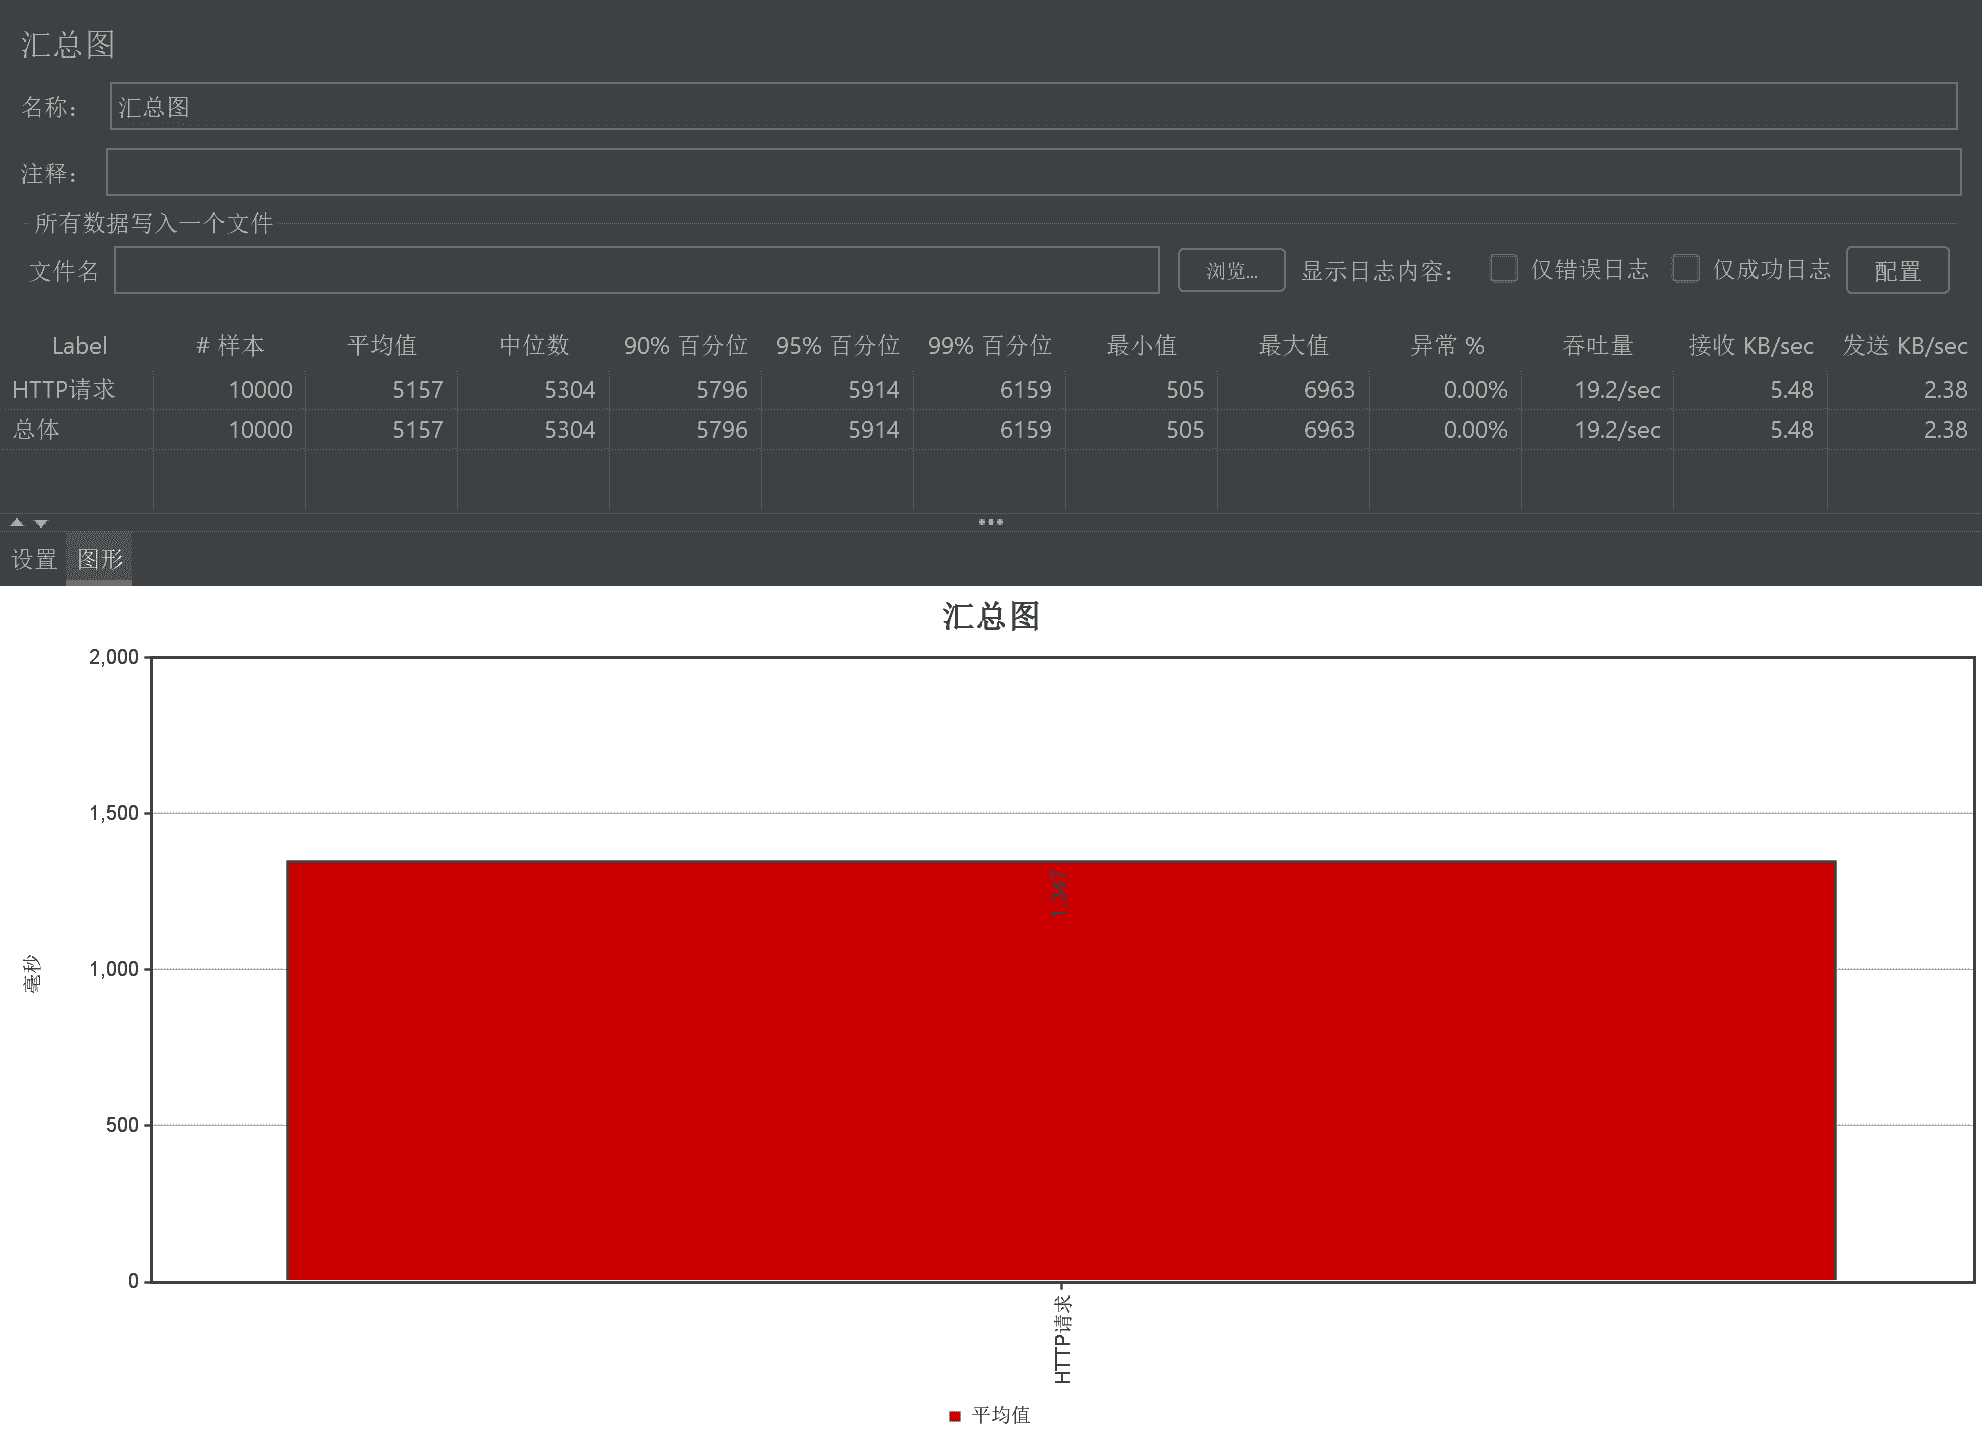 汇总图
名称： 汇总图
注释：
所有数据写入一个文件
文件名 浏览... 显示日志内容： 仅错误日志 仅成功日志 配置
Label # 样本 平均值 中位数 90% 百分位 95% 百分位 99% 百分位 最小值 最大值 异常 % 吞吐量 接收 KB/sec 发送 KB/sec
HTTP请求 10000 5157 5304 5796 5914 6159 505 6963 0.00% 19.2/sec 5.48 2.38
总体 10000 5157 5304 5796 5914 6159 505 6963 0.00% 19.2/sec 5.48 2.38
设置 图形
汇总图
2,000
1,500
1,000
500
0
毫秒
1,347
HTTP请求
平均值